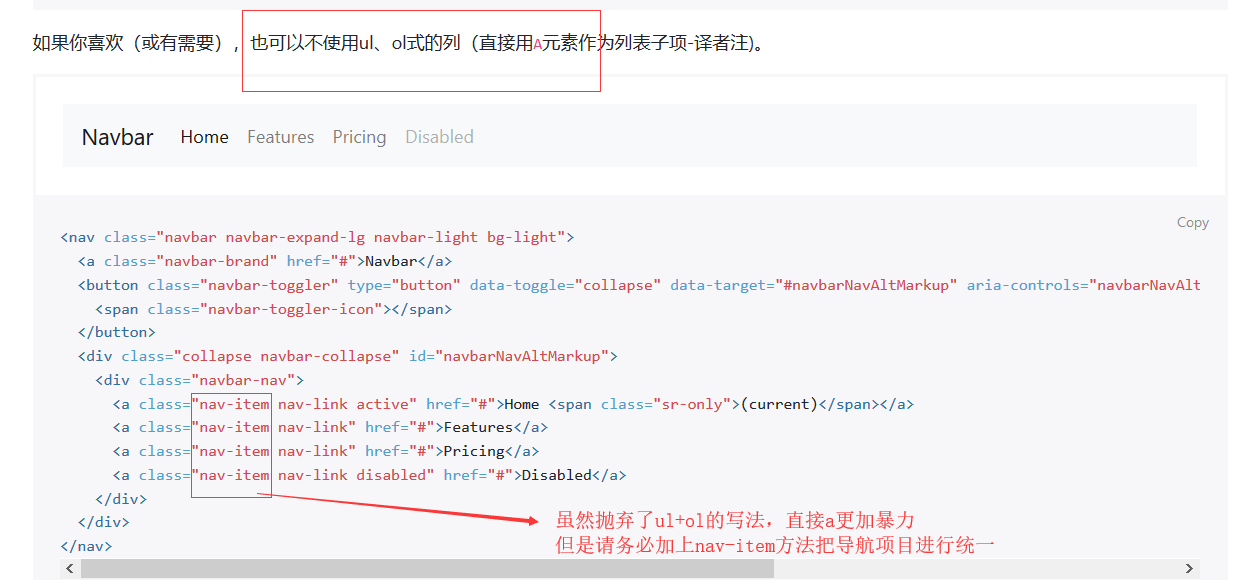 如果你喜欢（或有需要），也可以不使用ul、ol式的列（直接用A元素作为列表子项-译者注)。
Navbar Home Features Pricing Disabled
Copy
<nav class="navbar navbar-expand-lg navbar-light bg-light">
<a class="navbar-brand" href="#">Navbar</a>
<button class="navbar-toggler" type="button" data-toggle="collapse" data-target="#navbarNavAltMarkup" aria-controls="navbarNavAlt
<span class="navbar-toggler-icon"></span>
</button>
<div class="collapse navbar-collapse" id="navbarNavAltMarkup">
<div class="navbar-nav">
<a class="nav-item nav-link active" href="#">Home <span class="sr-only">(current)</span></a>
<a class="nav-item nav-link" href="#">Features</a>
<a class="nav-item nav-link" href="#">Pricing</a>
<a class="nav-item nav-link disabled" href="#">Disabled</a>
</div>
</div>
</nav>
虽然抛弃了ul+ol的写法，直接a更加暴力
但是请务必加上nav-item方法把导航项目进行统一